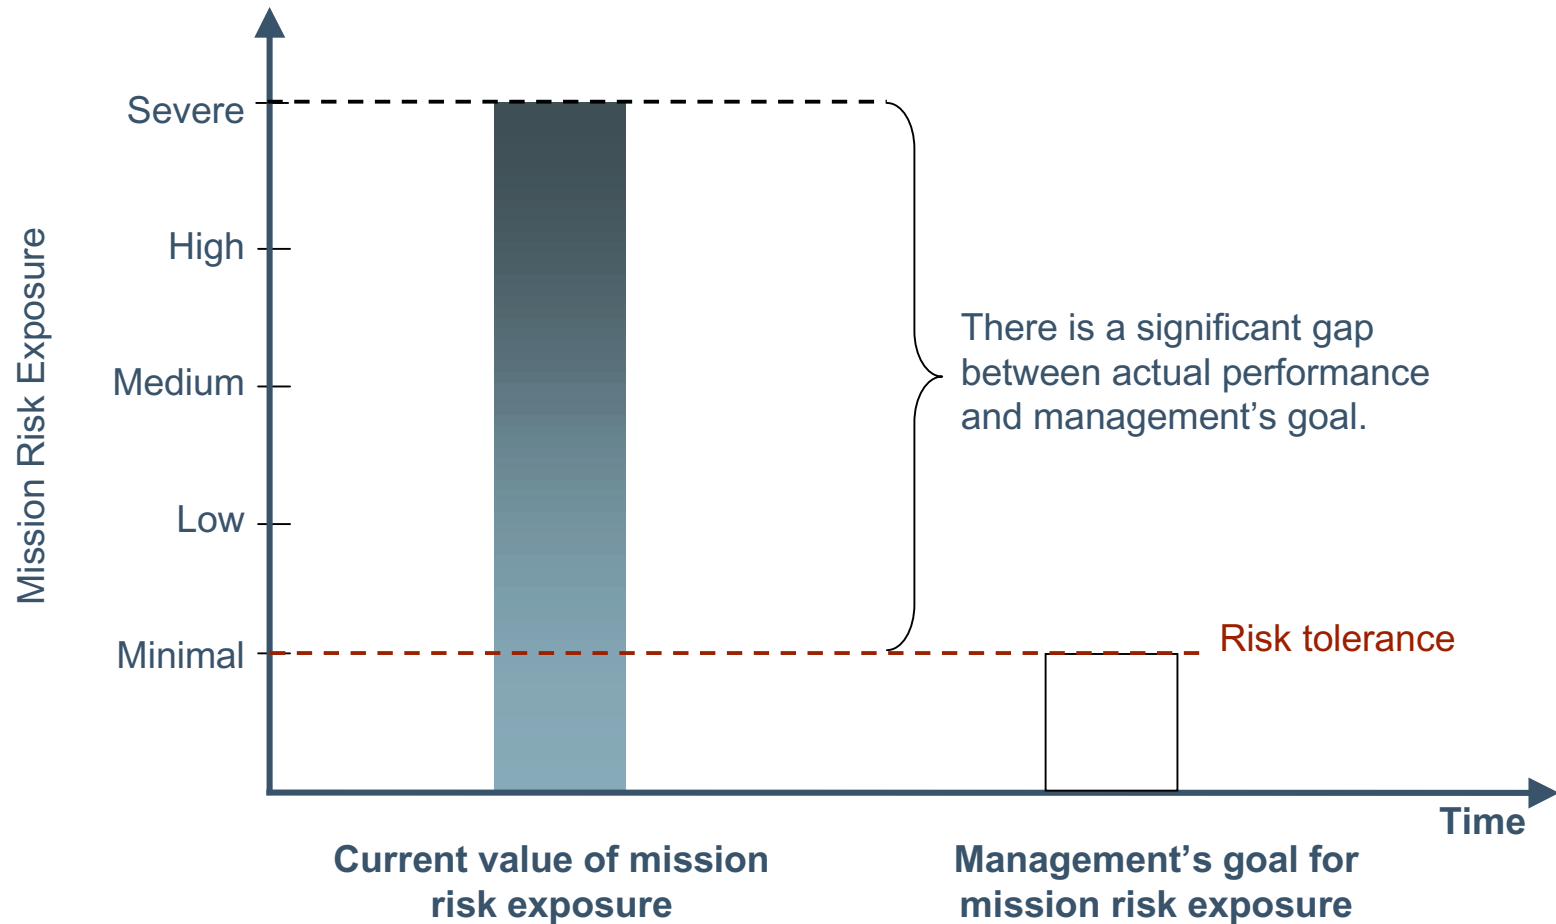 Mission Risk Exposure
Severe
High
Medium
Low
Minimal
There is a significant gap
between actual performance
and management’s goal.
Risk tolerance
Time
Current value of mission
risk exposure
Management’s goal for
mission risk exposure